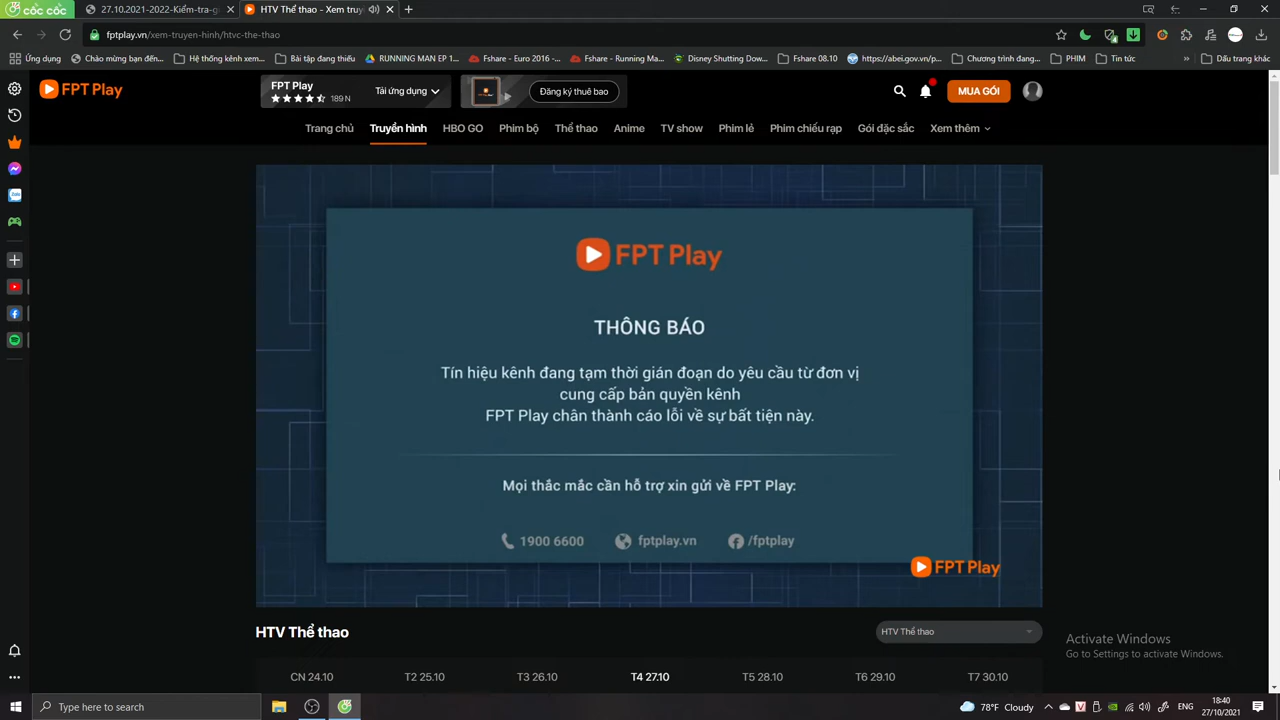 cốc cốc
27.10.2021-2022-Kiểm-tra-g
HTV Thể thao - Xem truy
fptplay.vn/xem-truyen-hinh/htvc-the-thao
Ứng dụng
Chào mừng bạn đến...
Hệ thống kênh xem...
Bài tập đầu khóa
RUNNING MAN EP 1...
Fshare - Euro 2016 -...
Fshare - Running Ma...
Disney Shutting Dow...
Fshare 08.10
https://abei.gov.vn/p...
Chương trình đang...
PHIM
Tin tức
»
Dấu trang khác
FPT Play
FPT Play
189 N
Tải ứng dụng
Đăng ký thuê bao
MUA GÓI
Trang chủ
Truyền hình
HBO GO
Phim bộ
Thể thao
Anime
TV show
Phim lẻ
Phim chiếu rạp
Gói đặc sắc
Xem thêm
FPT Play
THÔNG BÁO
Tín hiệu kênh đang tạm thời gián đoạn do yêu cầu từ đơn vị
cung cấp bản quyền kênh
FPT Play chân thành cáo lỗi về sự bất tiện này.
Mọi thắc mắc cần hỗ trợ xin gửi về FPT Play:
1900 6600
fptplay.vn
/fptplay
FPT Play
HTV Thể thao
HTV Thể thao
Activate Windows
Go to Settings to activate Windows.
CN 24.10
T2 25.10
T3 26.10
T4 27.10
T5 28.10
T6 29.10
T7 30.10
Type here to search
78°F Cloudy
ENG
18:40
27/10/2021